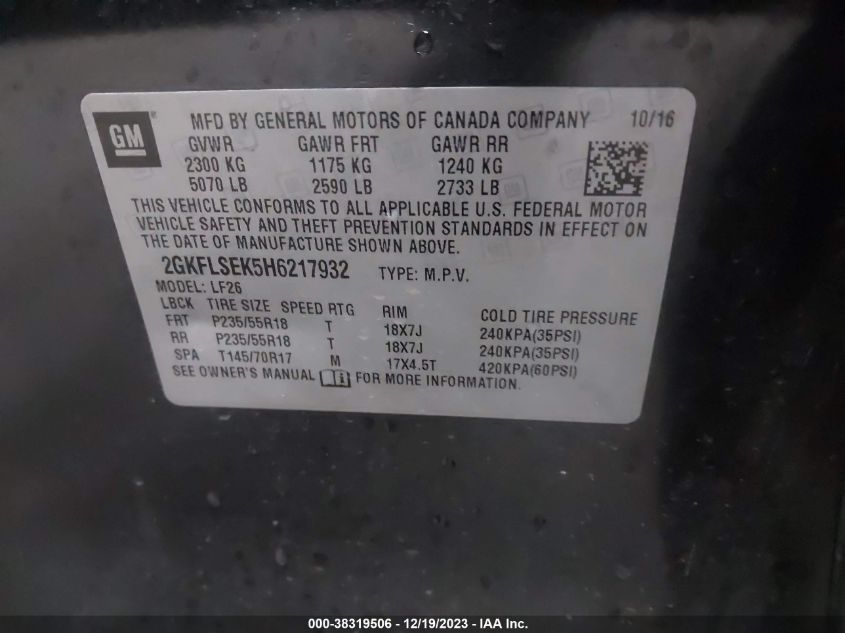 GM
MFD BY GENERAL MOTORS OF CANADA COMPANY 10/16
GVWR GAWR FRT GAWR RR
2300 KG 1175 KG 1240 KG
5070 LB 2590 LB 2733 LB
THIS VEHICLE CONFORMS TO ALL APPLICABLE U.S. FEDERAL MOTOR
VEHICLE SAFETY AND THEFT PREVENTION STANDARDS IN EFFECT ON
THE DATE OF MANUFACTURE SHOWN ABOVE.
2GKFLSEK5H6217932 TYPE: M.P.V.
MODEL: LF26
LBCK TIRE SIZE SPEED RTG RIM COLD TIRE PRESSURE
FRT P235/55R18 T 18X7J 240KPA(35PSI)
RR P235/55R18 T 18X7J 240KPA(35PSI)
SPA T145/70R17 M 17X4.5T 420KPA(60PSI)
SEE OWNER'S MANUAL FOR MORE INFORMATION.
000-38319506 - 12/19/2023 - IAA Inc.